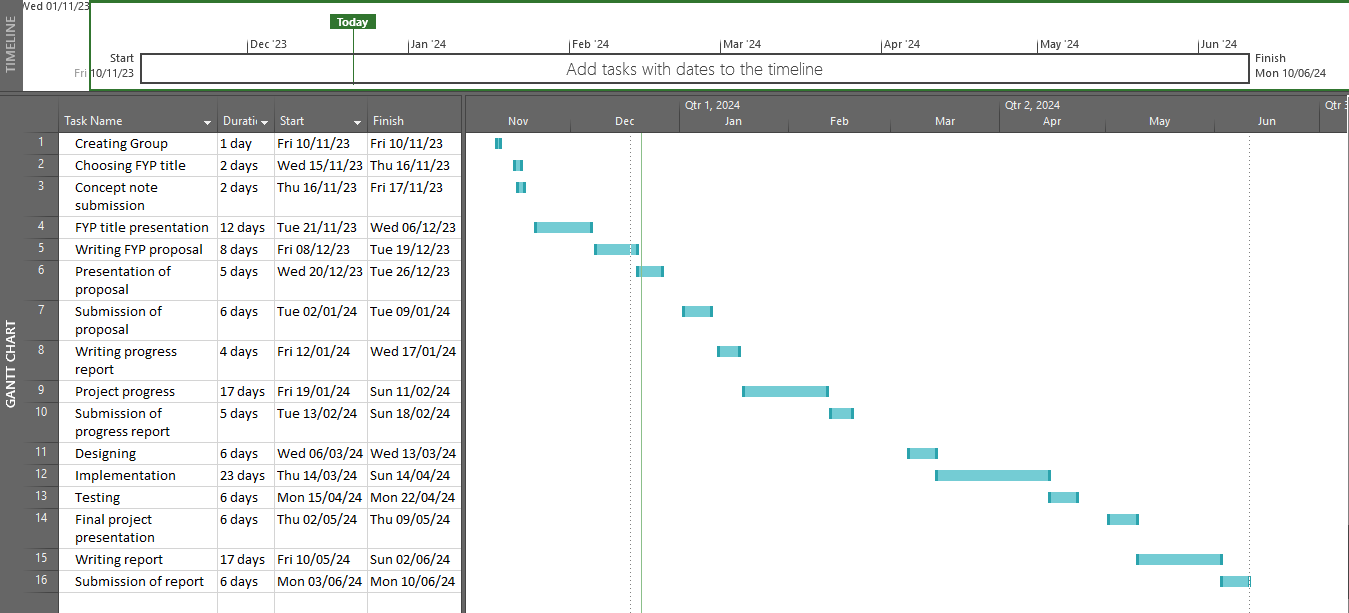 Wed 01/11/23
TIMELINE
Today
Dec '23 Jan '24 Feb '24 Mar '24 Apr '24 May '24 Jun '24
Start
Fri 10/11/23
Add tasks with dates to the timeline
Finish
Mon 10/06/24
GANTT CHART
Qtr 1, 2024 Qtr 2, 2024 Qtr 3
Task Name Duratio Start Finish Nov Dec Jan Feb Mar Apr May Jun
1 Creating Group 1 day Fri 10/11/23 Fri 10/11/23
2 Choosing FYP title 2 days Wed 15/11/23 Thu 16/11/23
3 Concept note 2 days Thu 16/11/23 Fri 17/11/23
submission
4 FYP title presentation 12 days Tue 21/11/23 Wed 06/12/23
5 Writing FYP proposal 8 days Fri 08/12/23 Tue 19/12/23
6 Presentation of 5 days Wed 20/12/23 Tue 26/12/23
proposal
7 Submission of 6 days Tue 02/01/24 Tue 09/01/24
proposal
8 Writing progress 4 days Fri 12/01/24 Wed 17/01/24
report
9 Project progress 17 days Fri 19/01/24 Sun 11/02/24
10 Submission of 5 days Tue 13/02/24 Sun 18/02/24
progress report
11 Designing 6 days Wed 06/03/24 Wed 13/03/24
12 Implementation 23 days Thu 14/03/24 Sun 14/04/24
13 Testing 6 days Mon 15/04/24 Mon 22/04/24
14 Final project 6 days Thu 02/05/24 Thu 09/05/24
presentation
15 Writing report 17 days Fri 10/05/24 Sun 02/06/24
16 Submission of report 6 days Mon 03/06/24 Mon 10/06/24